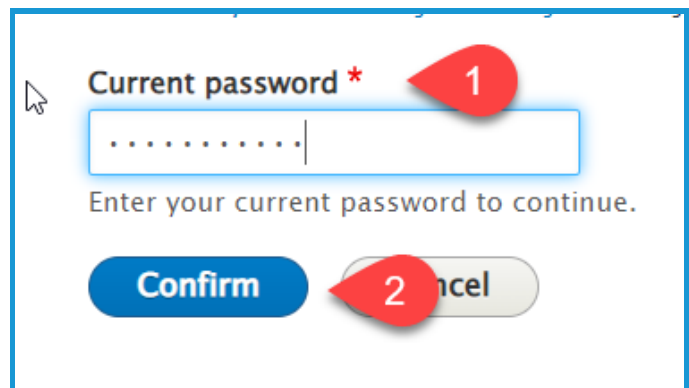 Current password *
1
...........
Enter your current password to continue.
Confirm
2